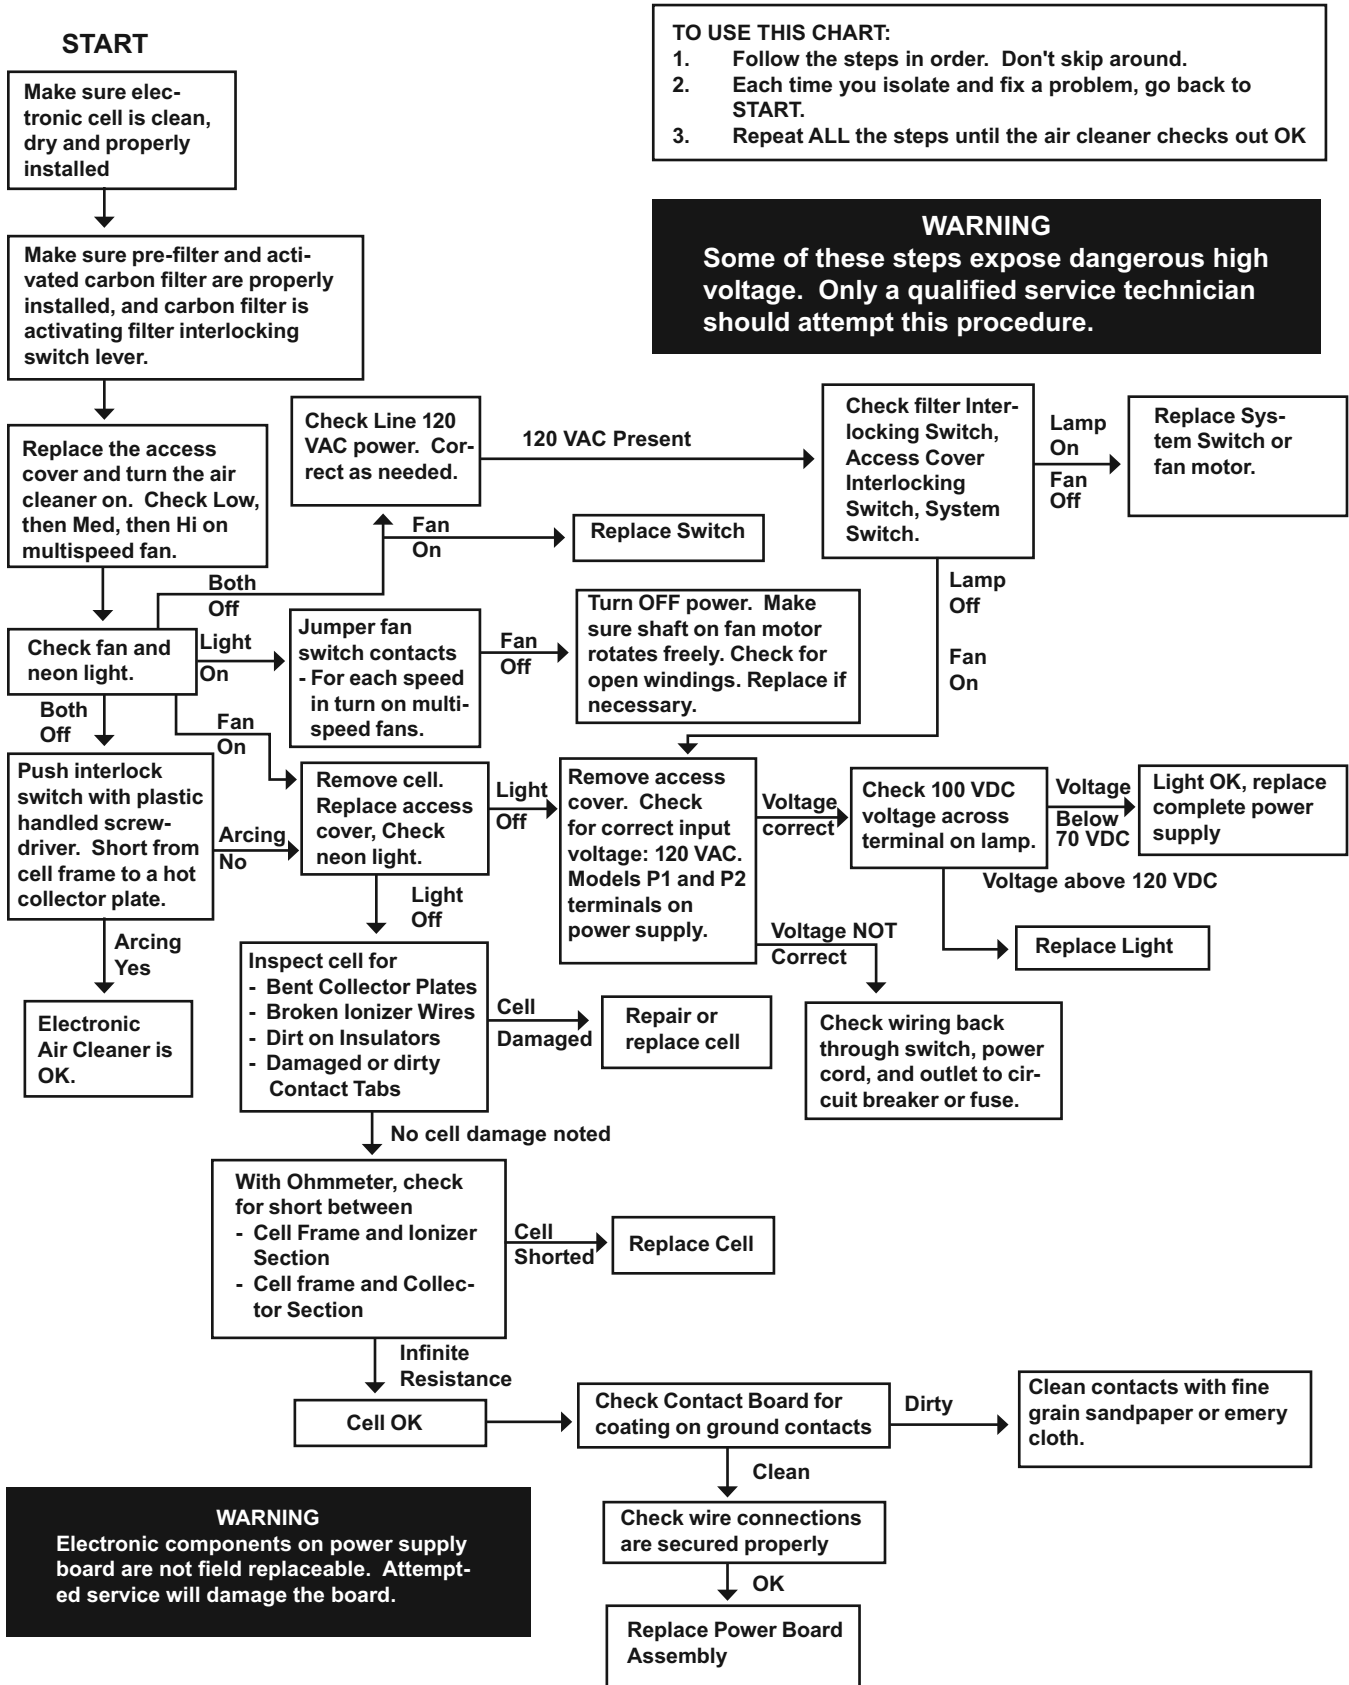 START
TO USE THIS CHART:
1. Follow the steps in order. Don't skip around.
2. Each time you isolate and fix a problem, go back to
START.
3. Repeat ALL the steps until the air cleaner checks out OK
WARNING
Some of these steps expose dangerous high
voltage. Only a qualified service technician
should attempt this procedure.
Make sure elec-
tronic cell is clean,
dry and properly
installed
Make sure pre-filter and acti-
vated carbon filter are properly
installed, and carbon filter is
activating filter interlocking
switch lever.
Replace the access
cover and turn the air
cleaner on. Check Low,
then Med, then Hi on
multispeed fan.
Check fan and
neon light.
Both
Off
Check Line 120
VAC power. Cor-
rect as needed.
120 VAC Present
Check filter Inter-
locking Switch,
Access Cover
Interlocking
Switch, System
Switch.
Lamp
On
Fan
Off
Replace Sys-
tem Switch or
fan motor.
Fan
On
Replace Switch
Lamp
Off
Fan
On
Light
On
Jumper fan
switch contacts
- For each speed
in turn on multi-
speed fans.
Fan
Off
Turn OFF power. Make
sure shaft on fan motor
rotates freely. Check for
open windings. Replace if
necessary.
Both
Off
Fan
On
Push interlock
switch with plastic
handled screw-
driver. Short from
cell frame to a hot
collector plate.
Arcing
No
Arcing
Yes
Electronic
Air Cleaner is
OK.
Remove cell.
Replace access
cover, Check
neon light.
Light
Off
Remove access
cover. Check
for correct input
voltage: 120 VAC.
Models P1 and P2
terminals on
power supply.
Voltage
correct
Check 100 VDC
voltage across
terminal on lamp.
Voltage
Below
70 VDC
Light OK, replace
complete power
supply
Voltage above 120 VDC
Replace Light
Voltage NOT
Correct
Check wiring back
through switch, power
cord, and outlet to cir-
cuit breaker or fuse.
Light
Off
Inspect cell for
- Bent Collector Plates
- Broken Ionizer Wires
- Dirt on Insulators
- Damaged or dirty
Contact Tabs
Cell
Damaged
Repair or
replace cell
No cell damage noted
With Ohmmeter, check
for short between
- Cell Frame and Ionizer
Section
- Cell frame and Collec-
tor Section
Cell
Shorted
Replace Cell
Infinite
Resistance
Cell OK
Check Contact Board for
coating on ground contacts
Dirty
Clean contacts with fine
grain sandpaper or emery
cloth.
Clean
Check wire connections
are secured properly
OK
Replace Power Board
Assembly
WARNING
Electronic components on power supply
board are not field replaceable. Attempt-
ed service will damage the board.